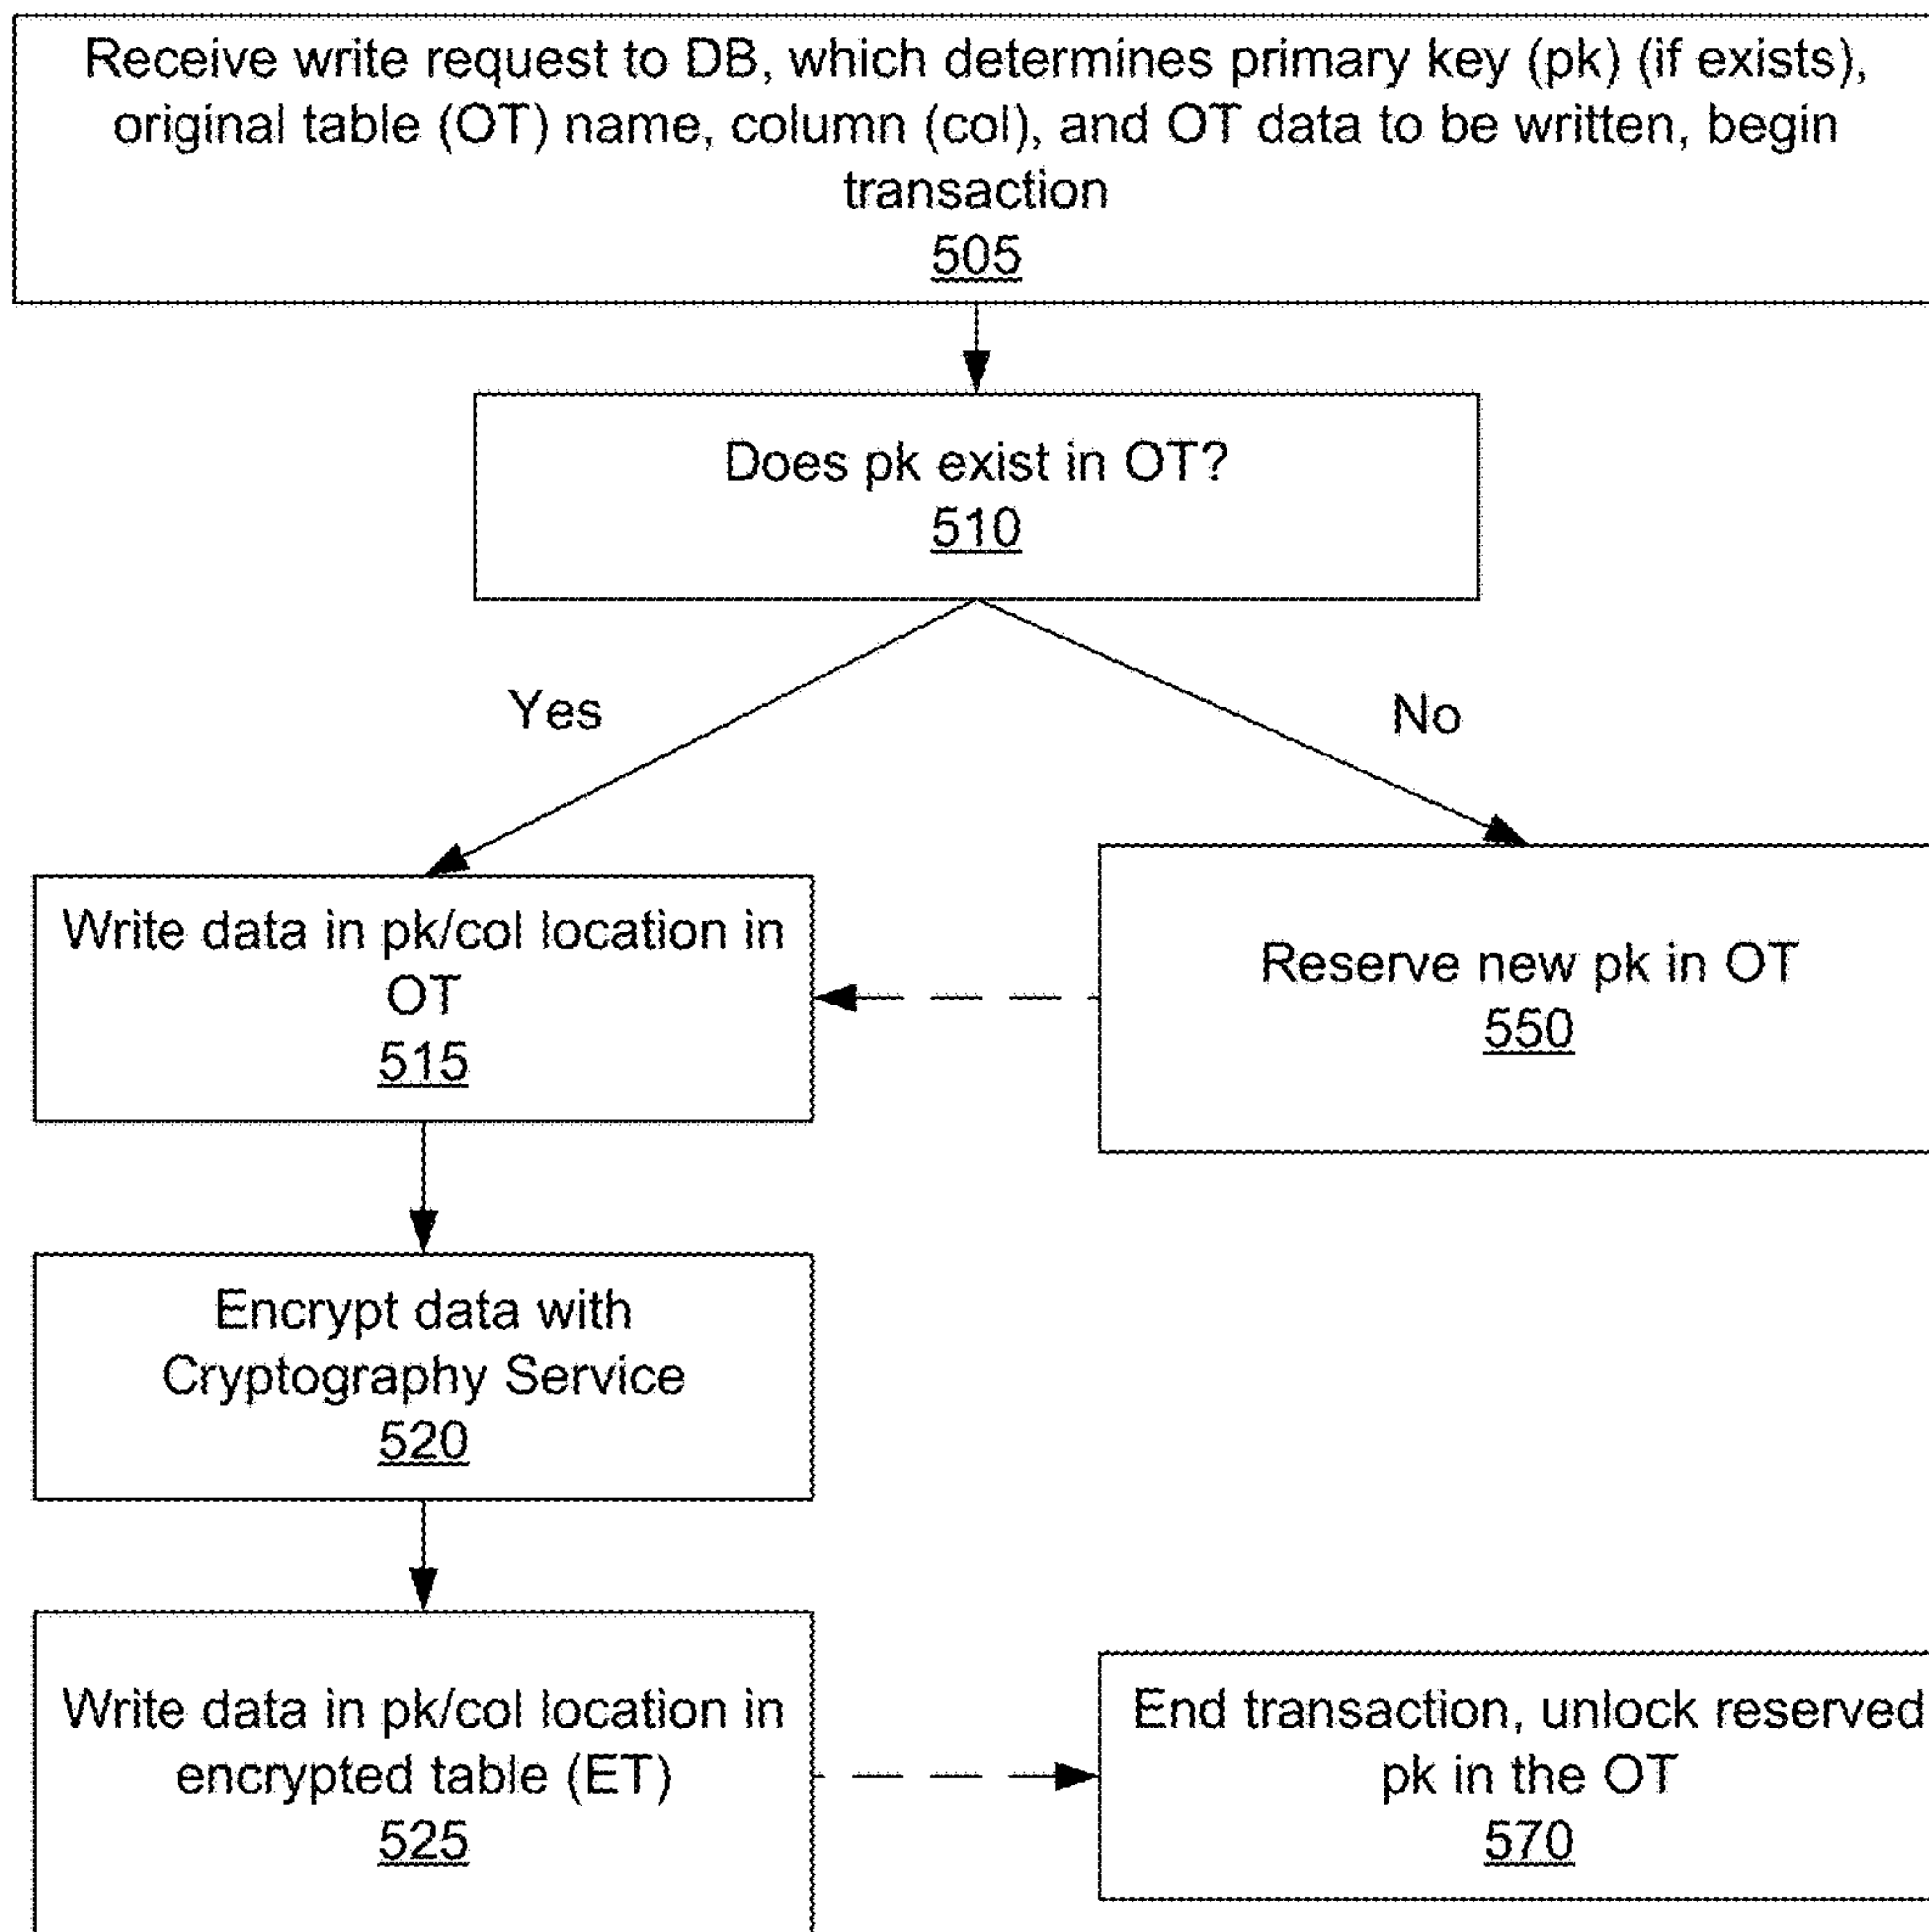 Receive write request to DB, which determines primary key (pk) (if exists),
original table (OT) name, column (col), and OT data to be written, begin
transaction
505
Does pk exist in OT?
510
Yes
No
Write data in pk/col location in
OT
515
Reserve new pk in OT
550
Encrypt data with
Cryptography Service
520
Write data in pk/col location in
encrypted table (ET)
525
End transaction, unlock reserved
pk in the OT
570